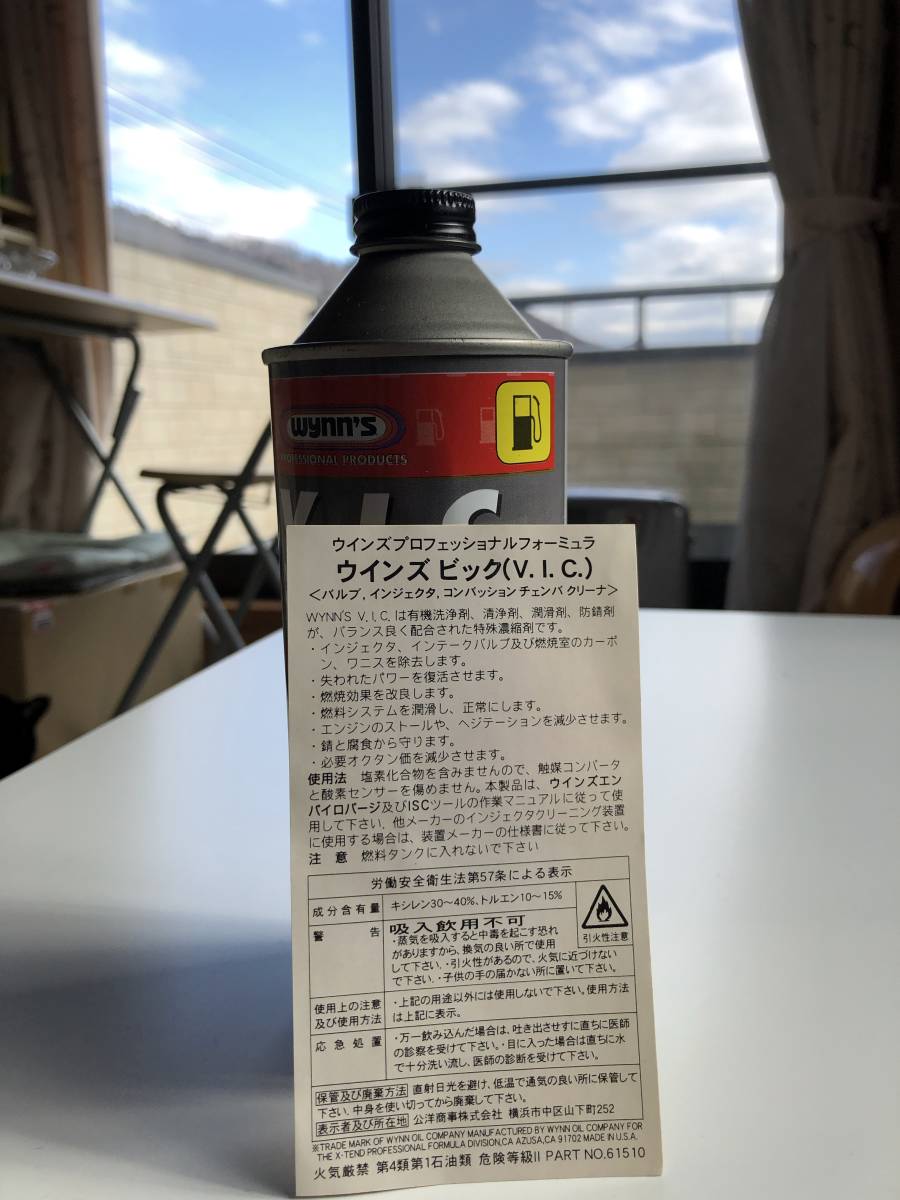 wynn's
PROFESSIONAL PRODUCTS
V.I.C.
ウインズプロフェッショナルフォーミュラ
ウインズ ビック(V.I.C.)
<バルブ, インジェクタ, コンバッション チェンバ クリーナ>
WYNN'S V.I.C.は有機洗浄剤、清浄剤、潤滑剤、防錆剤
が、バランス良く配合された特殊濃縮剤です。
・インジェクタ、インテークバルブ及び燃焼室のカーボ
ン、ワニスを除去します。
・失われたパワーを復活させます。
・燃焼効果を改良します。
・燃料システムを潤滑し、正常にします。
・エンジンのストールや、ヘジテーションを減少させます。
・錆と腐食から守ります。
・必要オクタン価を減少させます。
使用法 塩素化合物を含みませんので、触媒コンバータ
と酸素センサーを傷めません。本製品は、ウインズエン
バイロパージ及びISCツールの作業マニュアルに従って使
用して下さい. 他メーカーのインジェクタクリーニング装置
に使用する場合は、装置メーカーの仕様書に従って下さい。
注 意 燃料タンクに入れないで下さい
労働安全衛生法第57条による表示
成分含有量 キシレン30〜40%、トルエン10〜15%
引火性注意
警 告 吸入飲用不可
・蒸気を吸入すると中毒を起こす恐れ
がありますから、換気の良い所で使用
して下さい.・引火性があるので、火気に近づけない
で下さい.・子供の手の届かない所に置いて下さい。
使用上の注意
及び使用方法
・上記の用途以外には使用しないで下さい。使用方法
は上記に表示。
応急処置 ・万一飲み込んだ場合は、吐き出させずに直ちに医師
の診察を受けて下さい.・目に入った場合は直ちに水
で十分洗い流し、医師の診断を受けて下さい。
保管及び廃棄方法 直射日光を避け、低温で通気の良い所に保管して
下さい. 中身を使い切ってから廃棄して下さい。
表示者及び所在地 公洋商事株式会社 横浜市中区山下町252
※TRADE MARK OF WYNN OIL COMPANY MANUFACTURED BY WYNN OIL COMPANY FOR
THE X-TEND PROFESSIONAL FORMULA DIVISION,CA AZUSA,CA 91702 MADE IN U.S.A.
火気厳禁 第4類第1石油類 危険等級II PART NO.61510